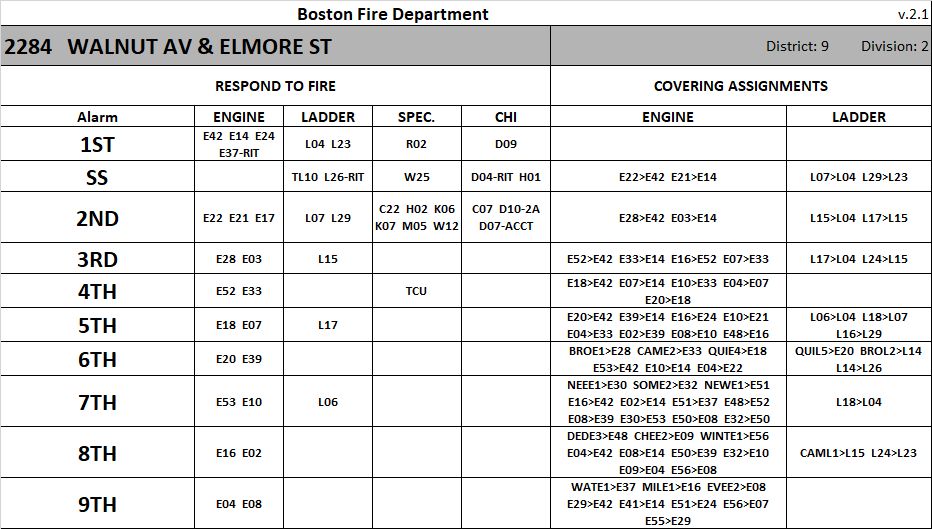 Boston Fire Department v.2.1
2284 WALNUT AV & ELMORE ST District: 9 Division: 2
RESPOND TO FIRE COVERING ASSIGNMENTS
Alarm ENGINE LADDER SPEC. CHI ENGINE LADDER
1ST E42 E14 E24
E37-RIT L04 L23 R02 D09
SS TL10 L26-RIT W25 D04-RIT H01 E22>E42 E21>E14 L07>L04 L29>L23
2ND E22 E21 E17 L07 L29 C22 H02 K06
K07 M05 W12 C07 D10-2A
D07-ACCT E28>E42 E03>E14 L15>L04 L17>L15
3RD E28 E03 L15 E52>E42 E33>E14 E16>E52 E07>E33 L17>L04 L24>L15
4TH E52 E33 TCU E18>E42 E07>E14 E10>E33 E04>E07
E20>E18
5TH E18 E07 L17 E20>E42 E39>E14 E16>E24 E10>E21
E04>E33 E02>E39 E08>E10 E48>E16 L06>L04 L18>L07
L16>L29
6TH E20 E39 BROE1>E28 CAME2>E33 QUIE4>E18
E53>E42 E10>E14 E04>E22 QUIL5>E20 BROL2>L14
L14>L26
7TH E53 E10 L06 NEEE1>E30 SOME2>E32 NEWE1>E51
E16>E42 E02>E14 E51>E37 E48>E52
E08>E39 E30>E53 E50>E08 E32>E50 L18>L04
8TH E16 E02 DEDE3>E48 CHEE2>E09 WINTE1>E56
E04>E42 E08>E14 E50>E39 E32>E10
E09>E04 E56>E08 CAML1>L15 L24>L23
9TH E04 E08 WATE1>E37 MILE1>E16 EVEE2>E08
E29>E42 E41>E14 E51>E24 E56>E07
E55>E29